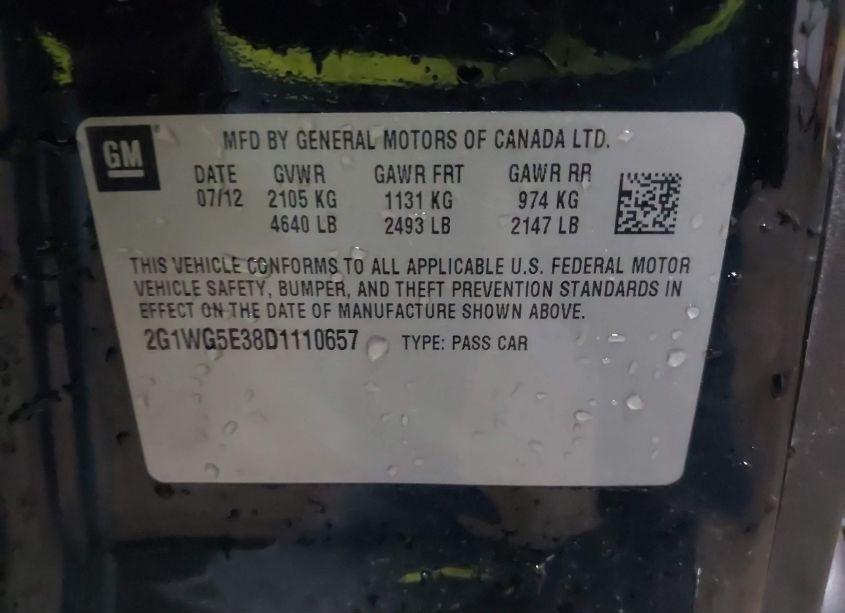 GM
MFD BY GENERAL MOTORS OF CANADA LTD.
DATE GVWR GAWR FRT GAWR RR
07/12 2105 KG 1131 KG 974 KG
4640 LB 2493 LB 2147 LB
THIS VEHICLE CONFORMS TO ALL APPLICABLE U.S. FEDERAL MOTOR
VEHICLE SAFETY, BUMPER, AND THEFT PREVENTION STANDARDS IN
EFFECT ON THE DATE OF MANUFACTURE SHOWN ABOVE.
2G1WG5E38D1110657 TYPE: PASS CAR